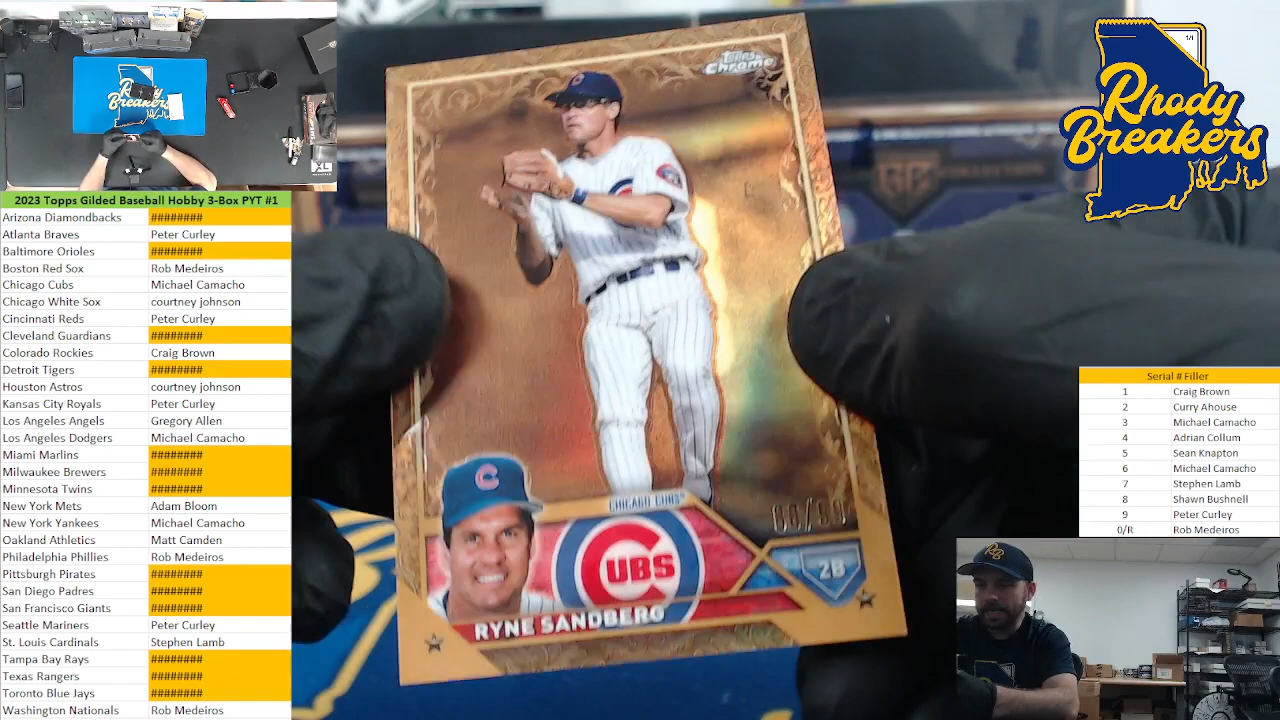 2023 Topps Gilded Baseball Hobby 3-Box PYT #1
Arizona Diamondbacks ########
Atlanta Braves Peter Curley
Baltimore Orioles ########
Boston Red Sox Rob Medeiros
Chicago Cubs Michael Camacho
Chicago White Sox courtney johnson
Cincinnati Reds Peter Curley
Cleveland Guardians ########
Colorado Rockies Craig Brown
Detroit Tigers ########
Houston Astros courtney johnson
Kansas City Royals Peter Curley
Los Angeles Angels Gregory Allen
Los Angeles Dodgers Michael Camacho
Miami Marlins ########
Milwaukee Brewers ########
Minnesota Twins ########
New York Mets Adam Bloom
New York Yankees Michael Camacho
Oakland Athletics Matt Camden
Philadelphia Phillies Rob Medeiros
Pittsburgh Pirates ########
San Diego Padres ########
San Francisco Giants ########
Seattle Mariners Peter Curley
St. Louis Cardinals Stephen Lamb
Tampa Bay Rays ########
Texas Rangers ########
Toronto Blue Jays ########
Washington Nationals Rob Medeiros
Topps
Chrome
CHICAGO CUBS
CUBS
2B
RYNE SANDBERG
1/1
Rhody
Breakers
Serial # Filler
1 Craig Brown
2 Curry Ahouse
3 Michael Camacho
4 Adrian Collum
5 Sean Knapton
6 Michael Camacho
7 Stephen Lamb
8 Shawn Bushnell
9 Peter Curley
0/R Rob Medeiros
Rhody
Breakers
XL
RB